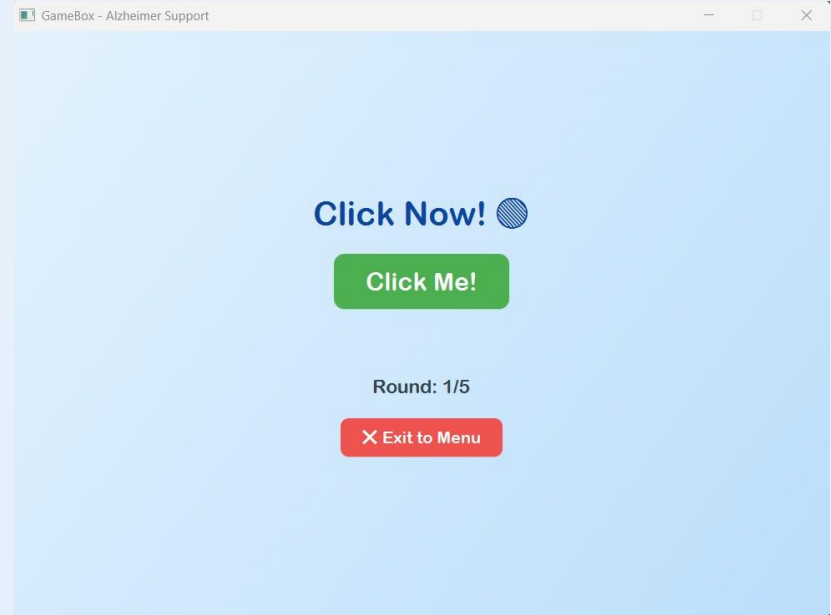 GameBox - Alzheimer Support
Click Now!
Click Me!
Round: 1/5
✕ Exit to Menu